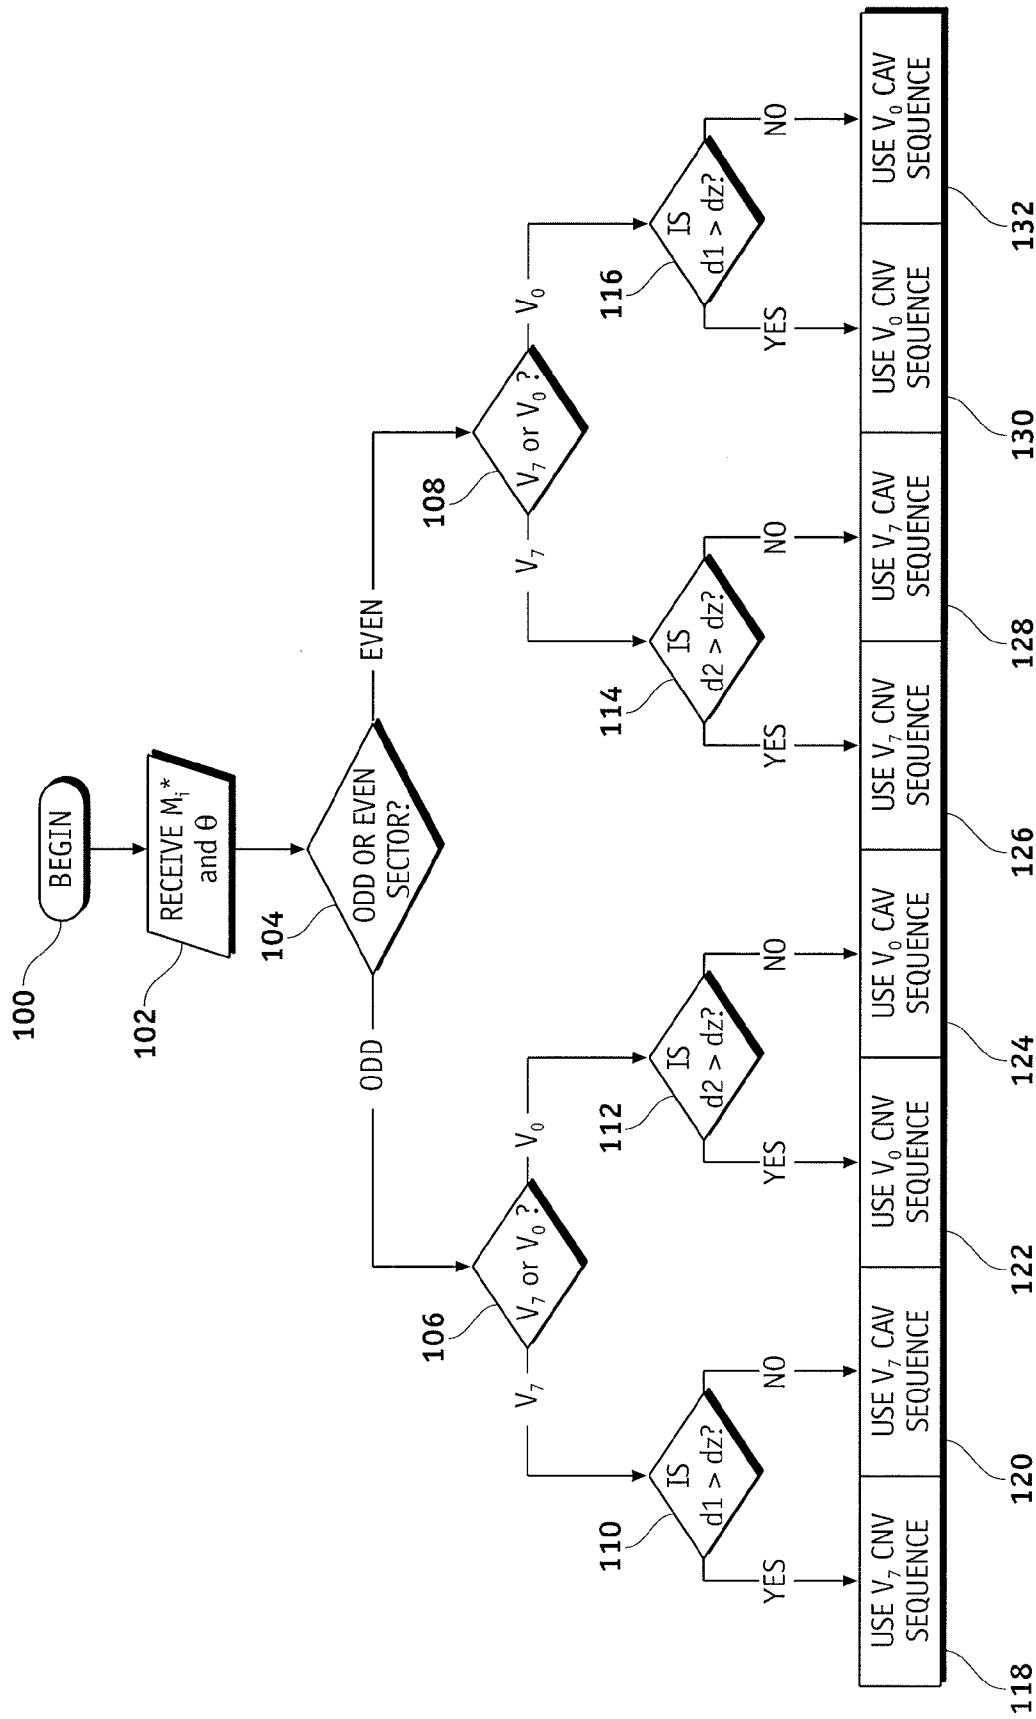 BEGIN
100
RECEIVE Mi*
and Θ
102
ODD OR EVEN
SECTOR?
104
ODD
EVEN
V7 or V0 ?
106
V7 or V0 ?
108
V7
V0
V7
V0
IS
d1 > dz?
110
IS
d2 > dz?
112
IS
d2 > dz?
114
IS
d1 > dz?
116
YES
NO
YES
NO
YES
NO
YES
NO
USE V7 CNV
SEQUENCE
USE V7 CAV
SEQUENCE
USE V0 CNV
SEQUENCE
USE V0 CAV
SEQUENCE
USE V7 CNV
SEQUENCE
USE V7 CAV
SEQUENCE
USE V0 CNV
SEQUENCE
USE V0 CAV
SEQUENCE
118
120
122
124
126
128
130
132